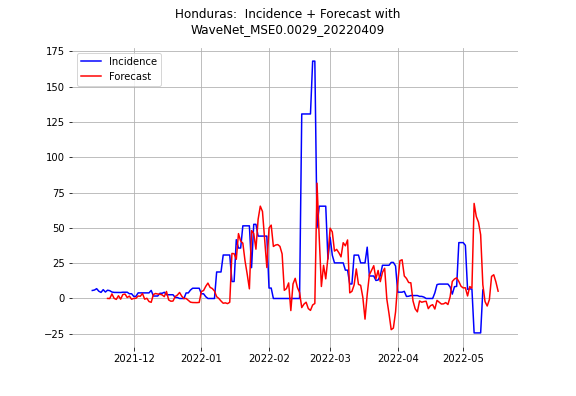 Honduras:  Incidence + Forecast with
WaveNet_MSE0.0029_20220409
Incidence
Forecast
175
150
125
100
75
50
25
0
−25
2021-12 2022-01 2022-02 2022-03 2022-04 2022-05